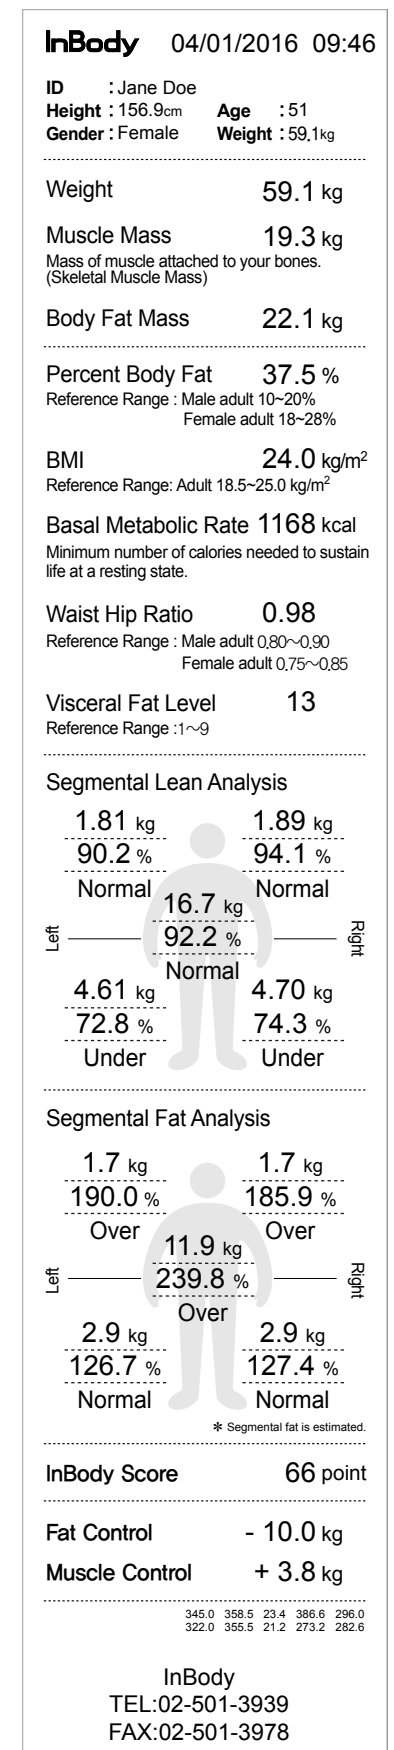 InBody 04/01/2016 09:46
ID : Jane Doe
Height : 156.9cm Age : 51
Gender : Female Weight : 59.1kg
Weight 59.1 kg
Muscle Mass 19.3 kg
Mass of muscle attached to your bones.
(Skeletal Muscle Mass)
Body Fat Mass 22.1 kg
Percent Body Fat 37.5 %
Reference Range : Male adult 10~20%
Female adult 18~28%
BMI 24.0 kg/m²
Reference Range: Adult 18.5~25.0 kg/m²
Basal Metabolic Rate 1168 kcal
Minimum number of calories needed to sustain
life at a resting state.
Waist Hip Ratio 0.98
Reference Range : Male adult 0.80~0.90
Female adult 0.75~0.85
Visceral Fat Level 13
Reference Range :1~9
Segmental Lean Analysis
1.81 kg 1.89 kg
90.2 % 94.1 %
Normal Normal
16.7 kg
Left 92.2 % Right
Normal
4.61 kg 4.70 kg
72.8 % 74.3 %
Under Under
Segmental Fat Analysis
1.7 kg 1.7 kg
190.0 % 185.9 %
Over Over
11.9 kg
Left 239.8 % Right
Over
2.9 kg 2.9 kg
126.7 % 127.4 %
Normal Normal
* Segmental fat is estimated.
InBody Score 66 point
Fat Control - 10.0 kg
Muscle Control + 3.8 kg
345.0 358.5 23.4 386.6 296.0
322.0 355.5 21.2 273.2 282.6
InBody
TEL:02-501-3939
FAX:02-501-3978